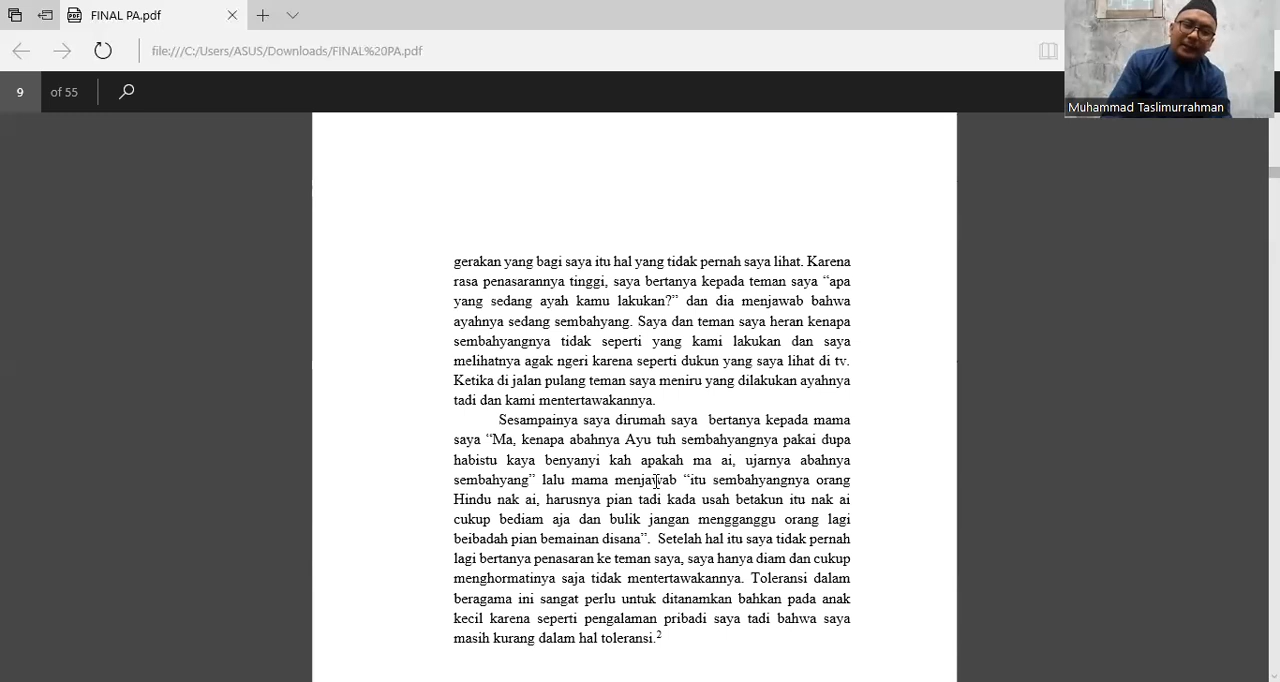 FINAL PA.pdf
file:///C:/Users/ASUS/Downloads/FINAL%20PA.pdf
9 of 55
Muhammad Taslimurrahman
gerakan yang bagi saya itu hal yang tidak pernah saya lihat. Karena
rasa penasarannya tinggi, saya bertanya kepada teman saya “apa
yang sedang ayah kamu lakukan?” dan dia menjawab bahwa
ayahnya sedang sembahyang. Saya dan teman saya heran kenapa
sembahyangnya tidak seperti yang kami lakukan dan saya
melihatnya agak ngeri karena seperti dukun yang saya lihat di tv.
Ketika di jalan pulang teman saya meniru yang dilakukan ayahnya
tadi dan kami mentertawakannya.
Sesampainya saya dirumah saya bertanya kepada mama
saya “Ma, kenapa abahnya Ayu tuh sembahyangnya pakai dupa
habistu kaya benyanyi kah apakah ma ai, ujarnya abahnya
sembahyang” lalu mama menjawab “itu sembahyangnya orang
Hindu nak ai, harusnya pian tadi kada usah betakun itu nak ai
cukup bediam aja dan bulik jangan mengganggu orang lagi
beibadah pian bemainan disana”. Setelah hal itu saya tidak pernah
lagi bertanya penasaran ke teman saya, saya hanya diam dan cukup
menghormatinya saja tidak mentertawakannya. Toleransi dalam
beragama ini sangat perlu untuk ditanamkan bahkan pada anak
kecil karena seperti pengalaman pribadi saya tadi bahwa saya
masih kurang dalam hal toleransi.²